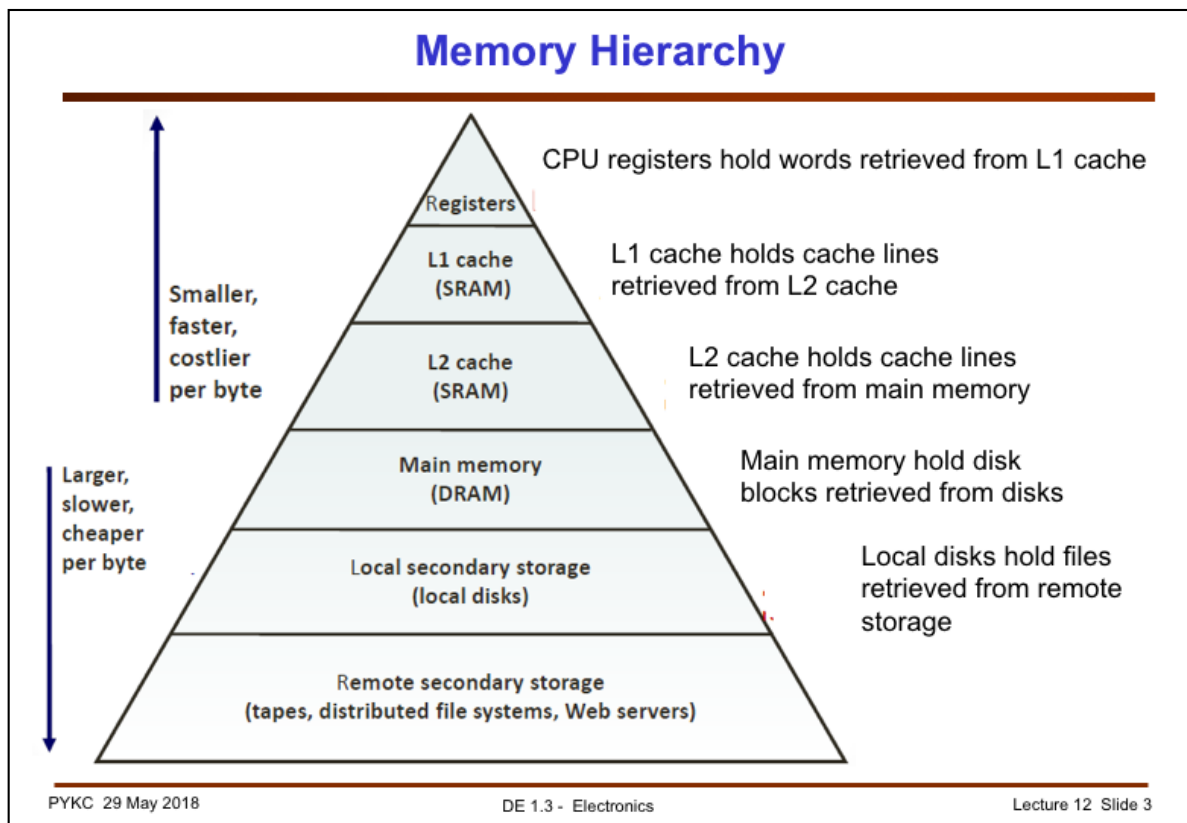 Memory Hierarchy
CPU registers hold words retrieved from L1 cache
Registers
L1 cache
(SRAM)
L1 cache holds cache lines
retrieved from L2 cache
Smaller,
faster,
costlier
per byte
L2 cache
(SRAM)
L2 cache holds cache lines
retrieved from main memory
Larger,
slower,
cheaper
per byte
Main memory
(DRAM)
Main memory hold disk
blocks retrieved from disks
Local secondary storage
(local disks)
Local disks hold files
retrieved from remote
storage
Remote secondary storage
(tapes, distributed file systems, Web servers)
PYKC 29 May 2018
DE 1.3 - Electronics
Lecture 12 Slide 3